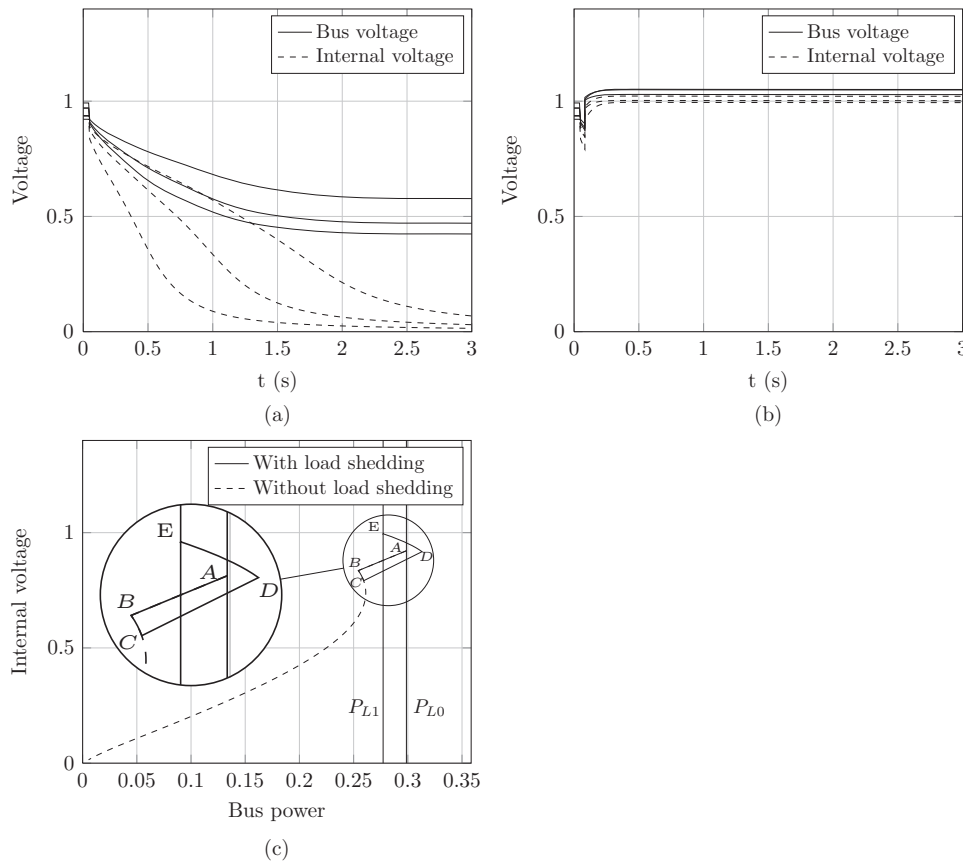 Bus voltage
Internal voltage
1
0.5
0
Voltage
0
0.5
1
1.5
2
2.5
3
t (s)
(a)
Bus voltage
Internal voltage
1
0.5
0
Voltage
0
0.5
1
1.5
2
2.5
3
t (s)
(b)
With load shedding
Without load shedding
1
0.5
0
Internal voltage
E
A
B
C
D
E
A
B
C
D
P_{L1}
P_{L0}
0
0.05
0.1
0.15
0.2
0.25
0.3
0.35
Bus power
(c)